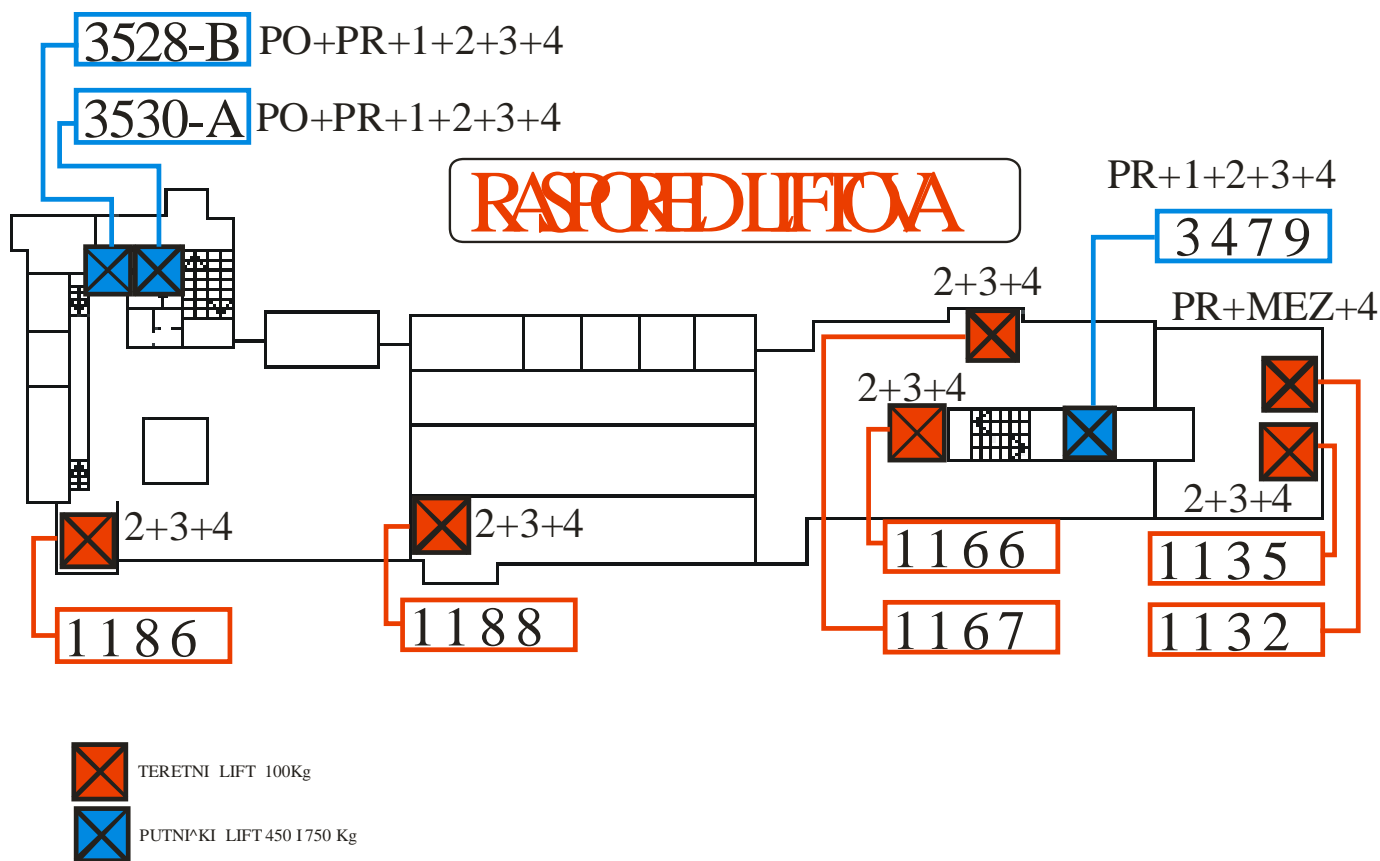 3528-B PO+PR+1+2+3+4
3530-A PO+PR+1+2+3+4
RASPORED LIFTOVA
PR+1+2+3+4
3479
2+3+4
PR+MEZ+4
2+3+4
2+3+4
2+3+4
2+3+4
1166
1135
1186
1188
1167
1132
TERETNI LIFT 100Kg
PUTNI^KI LIFT 450 I 750 Kg